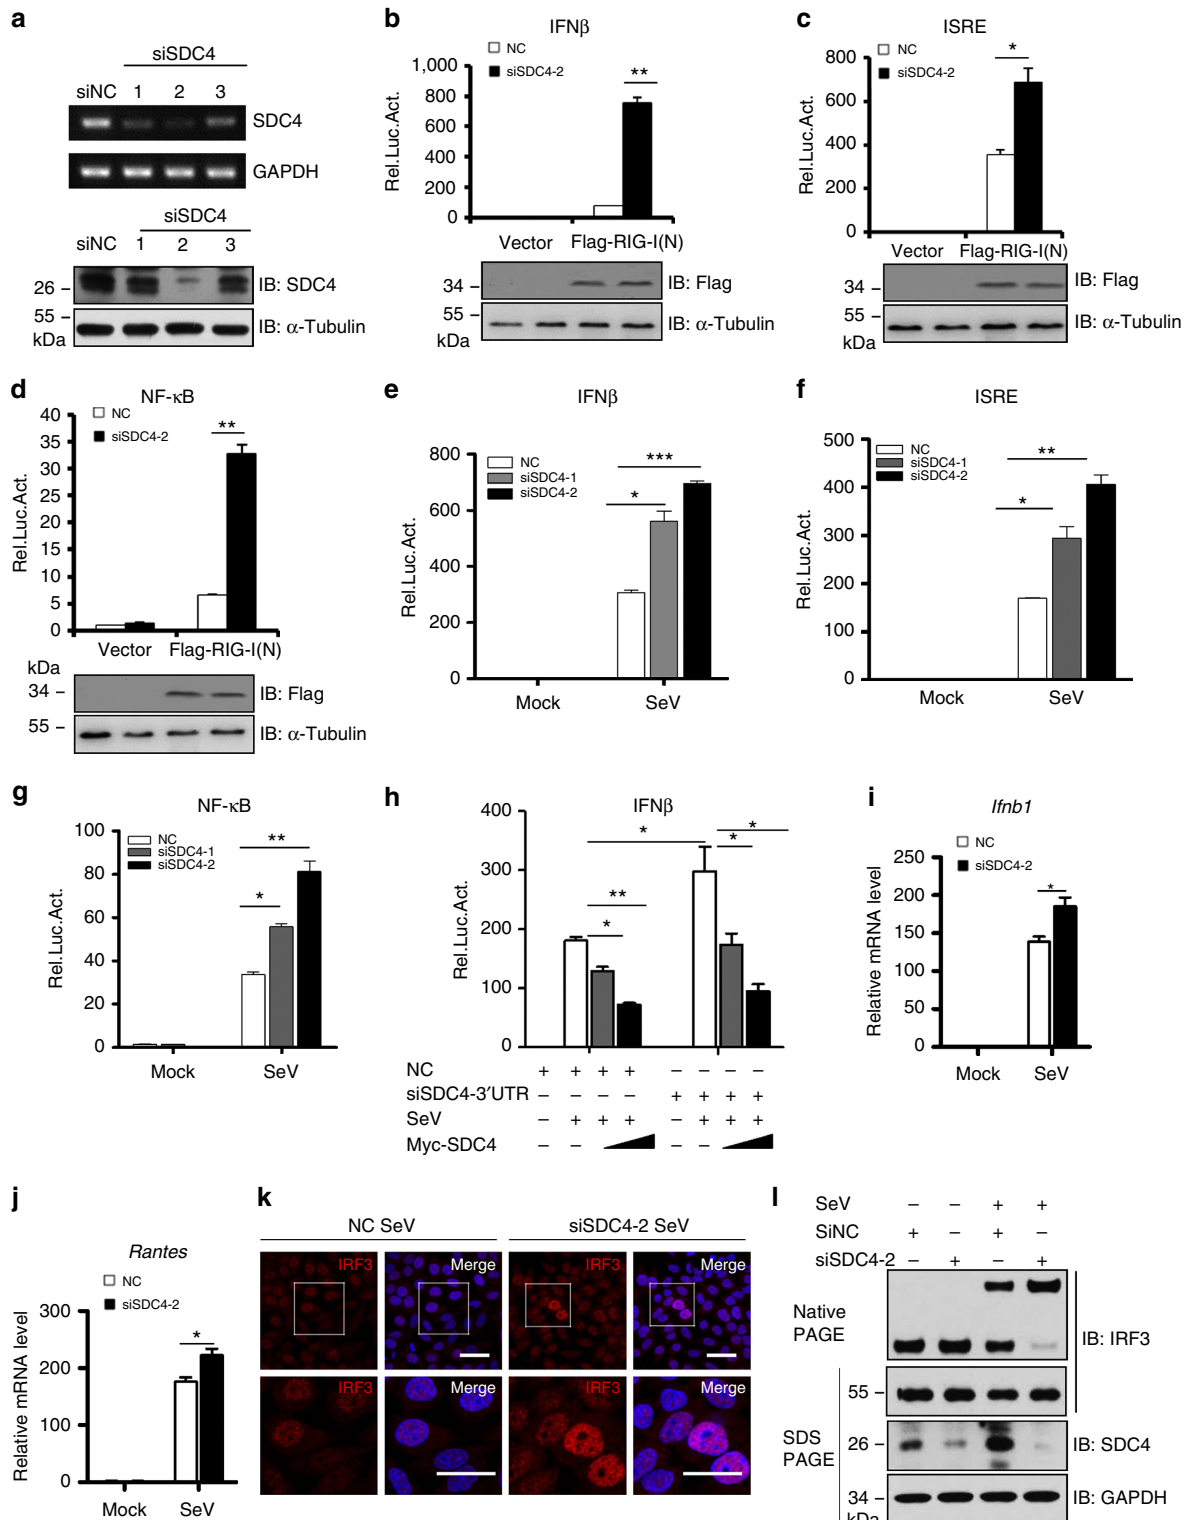 a
siSDC4
siNC 1 2 3
SDC4
GAPDH
siSDC4
siNC 1 2 3
26 –
IB: SDC4
55 –
IB: α-Tubulin
kDa
b
IFNβ
NC
siSDC4-2
**
Rel.Luc.Act.
1,000
800
600
400
200
0
Vector Flag-RIG-I(N)
34 –
IB: Flag
55 –
IB: α-Tubulin
kDa
c
ISRE
NC
siSDC4-2
*
Rel.Luc.Act.
800
600
400
200
0
Vector Flag-RIG-I(N)
34 –
IB: Flag
55 –
IB: α-Tubulin
kDa
d
NF-κB
NC
siSDC4-2
**
Rel.Luc.Act.
40
35
30
25
20
15
10
5
0
Vector Flag-RIG-I(N)
kDa
34 –
IB: Flag
55 –
IB: α-Tubulin
e
IFNβ
NC
siSDC4-1
siSDC4-2
***
*
Rel.Luc.Act.
800
600
400
200
0
Mock SeV
f
ISRE
NC
siSDC4-1
siSDC4-2
**
*
Rel.Luc.Act.
500
400
300
200
100
0
Mock SeV
g
NF-κB
NC
siSDC4-1
siSDC4-2
**
*
Rel.Luc.Act.
100
80
60
40
20
0
Mock SeV
h
IFNβ
*
*
*
**
*
Rel.Luc.Act.
400
300
200
100
0
NC + + + + – – – –
siSDC4-3′UTR – – – – + + + +
SeV – + + + – + + +
Myc-SDC4 – – – –
i
Ifnb1
NC
siSDC4-2
*
Relative mRNA level
250
200
150
100
50
0
Mock SeV
j
Rantes
NC
siSDC4-2
*
Relative mRNA level
300
200
100
0
Mock SeV
k
NC SeV siSDC4-2 SeV
IRF3 Merge IRF3 Merge
IRF3 Merge IRF3 Merge
l
SeV – – + +
SiNC + – + –
siSDC4-2 – + – +
Native
PAGE
IB: IRF3
55 –
SDS
PAGE
26 –
IB: SDC4
34 –
IB: GAPDH
kDa